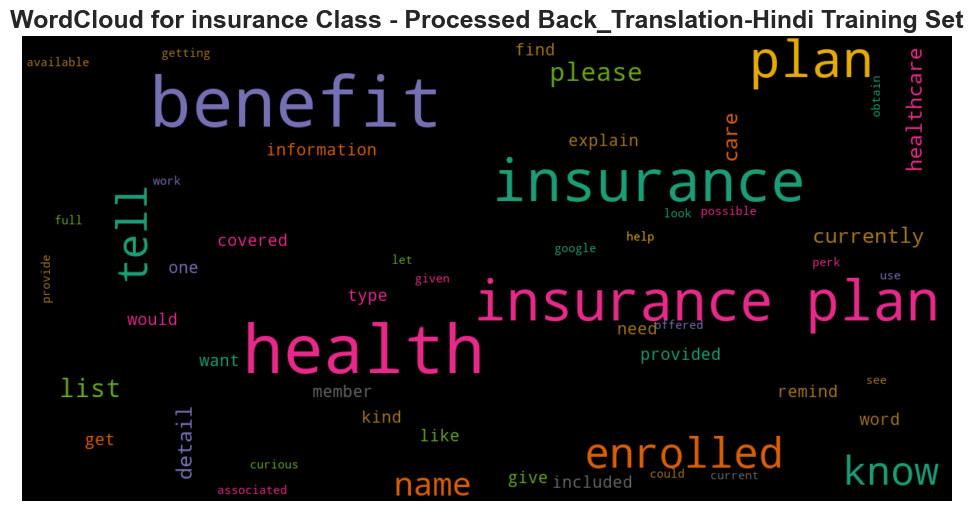 WordCloud for insurance Class - Processed Back_Translation-Hindi Training Set
available
getting
find
please
plan
healthcare
obtain
benefit
information
explain
care
insurance
work
tell
full
look
possible
covered
help
currently
google
one
let
perk
provide
given
use
type
insurance plan
would
need
offered
health
want
provided
list
member
remind
see
kind
word
detail
get
like
enrolled
know
curious
name
give
included
could
current
associated